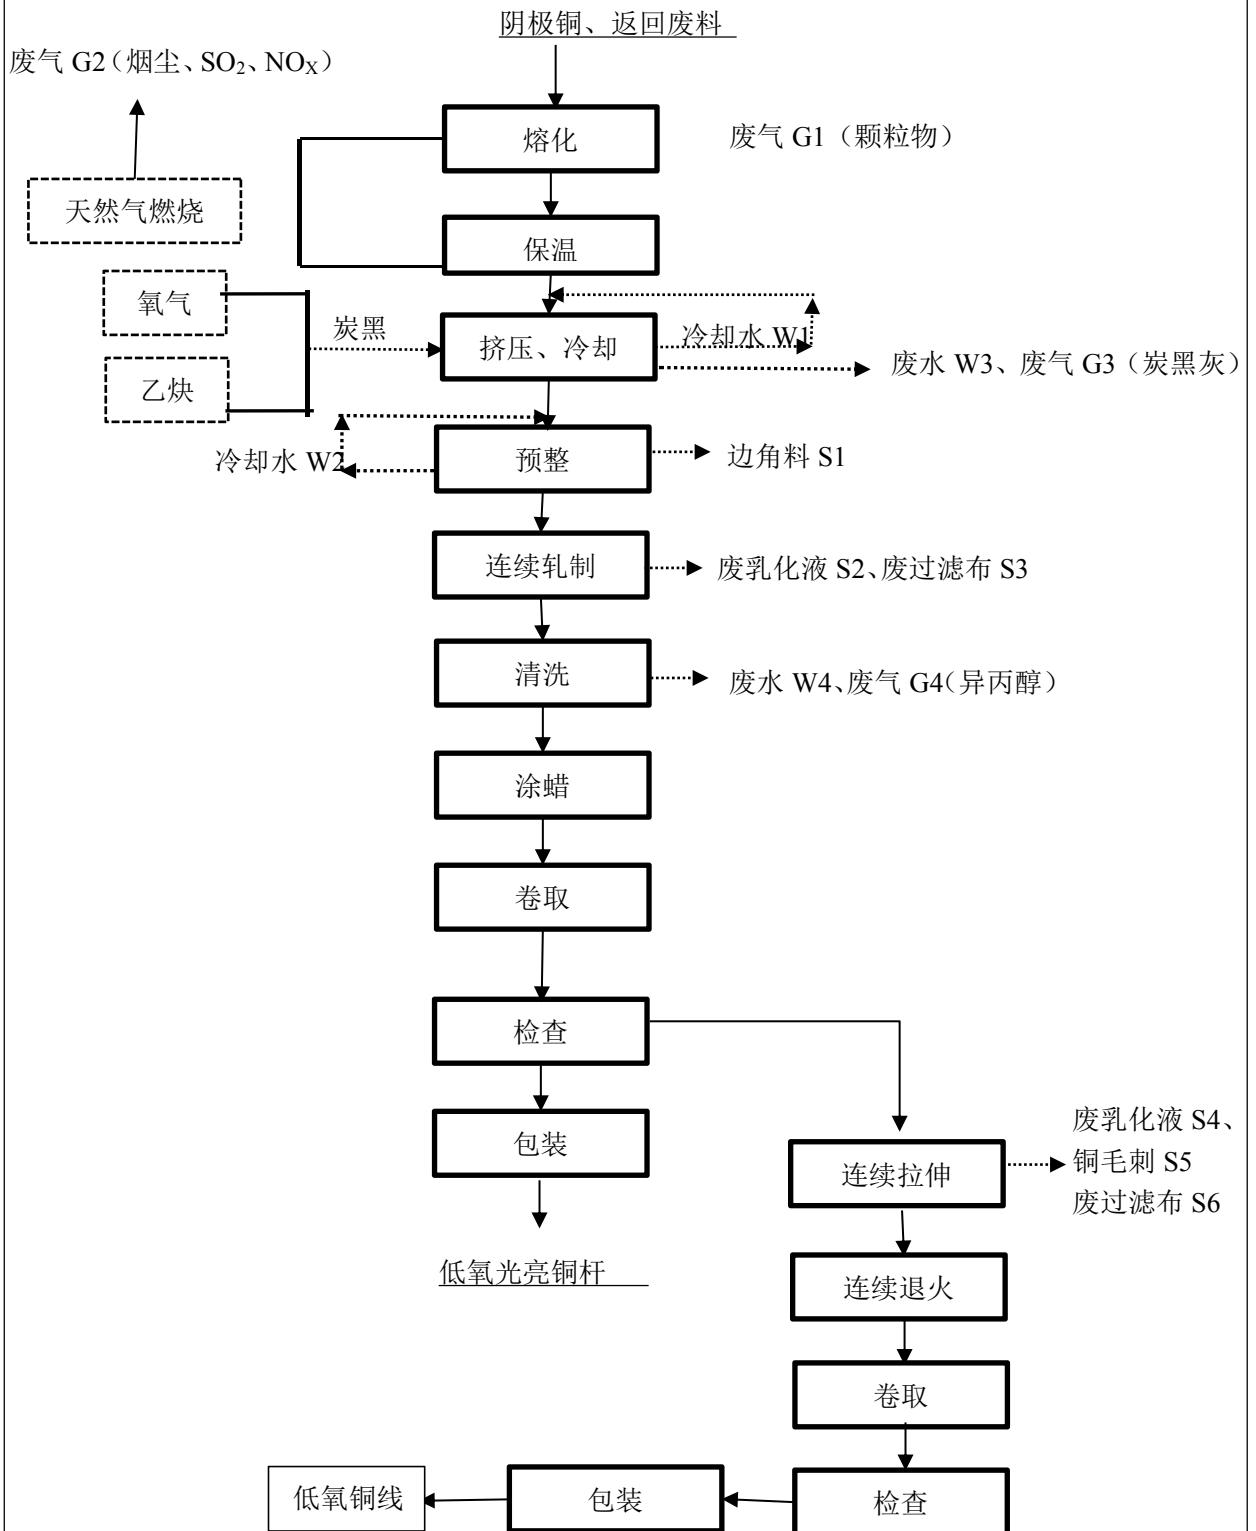 阴极铜、返回废料
废气 G2（烟尘、SO₂、NOX）
熔化
废气 G1（颗粒物）
天然气燃烧
保温
氧气
炭黑
挤压、冷却
冷却水 W1
废水 W3、废气 G3（炭黑灰）
乙炔
冷却水 W2
预整
边角料 S1
连续轧制
废乳化液 S2、废过滤布 S3
清洗
废水 W4、废气 G4（异丙醇）
涂蜡
卷取
检查
包装
废乳化液 S4、
连续拉伸
铜毛刺 S5
废过滤布 S6
低氧光亮铜杆
连续退火
卷取
低氧铜线
包装
检查